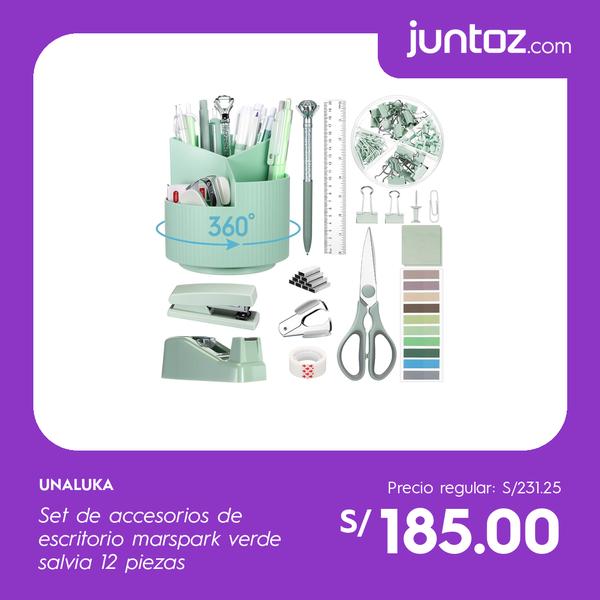 juntoz.com
360°
UNALUKA
Set de accesorios de
escritorio marspark verde
salvia 12 piezas
Precio regular: S/231.25
S/185.00